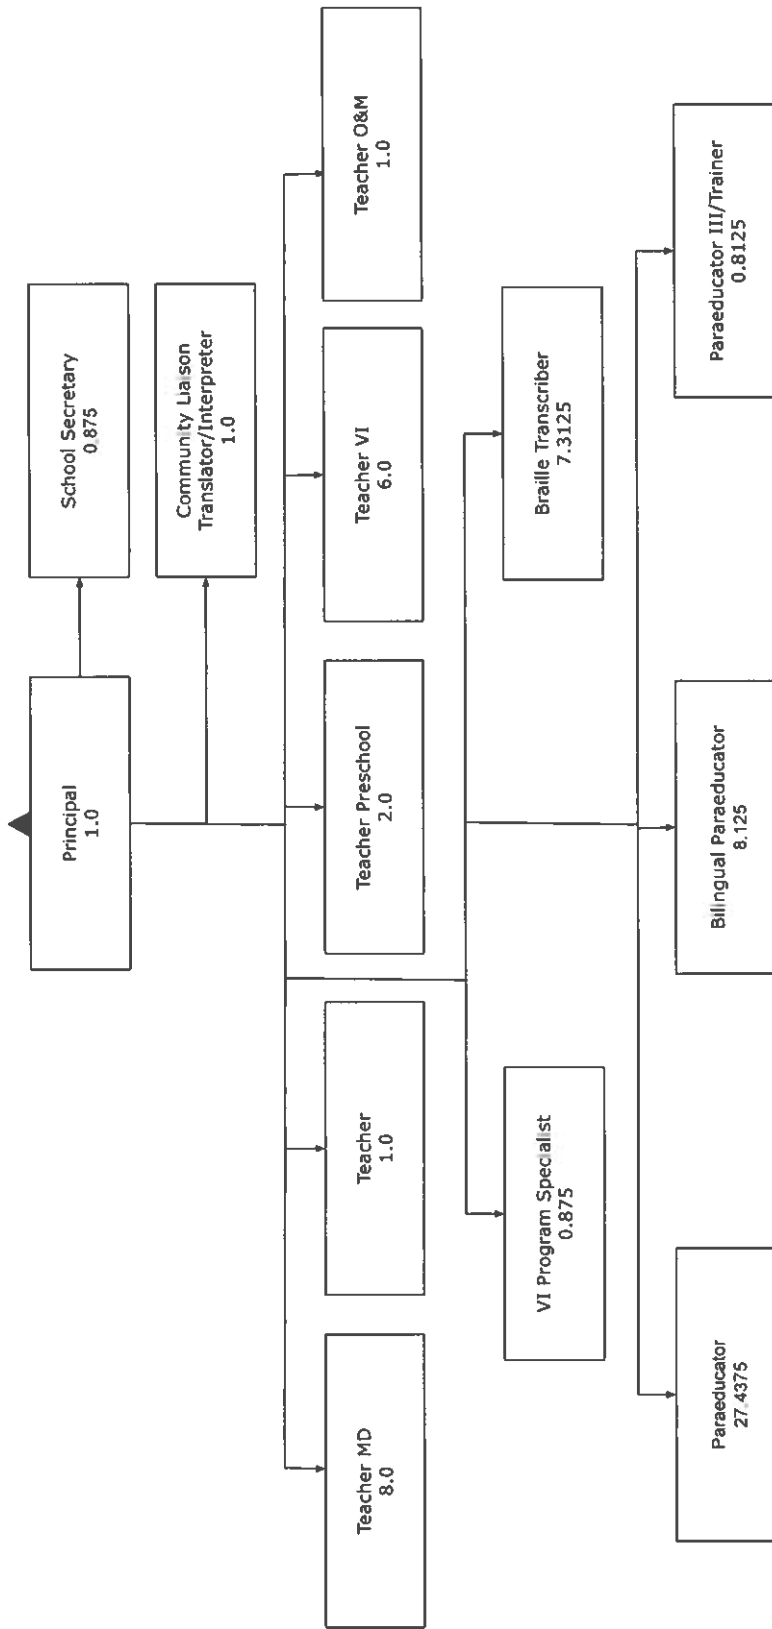 Principal
1.0
School Secretary
0.875
Community Liaison
Translator/Interpreter
1.0
Teacher MD
8.0
Teacher
1.0
Teacher Preschool
2.0
Teacher VI
6.0
Teacher O&M
1.0
VI Program Specialist
0.875
Braille Transcriber
7.3125
Paraeducator
27.4375
Bilingual Paraeducator
8.125
Paraeducator III/Trainer
0.8125